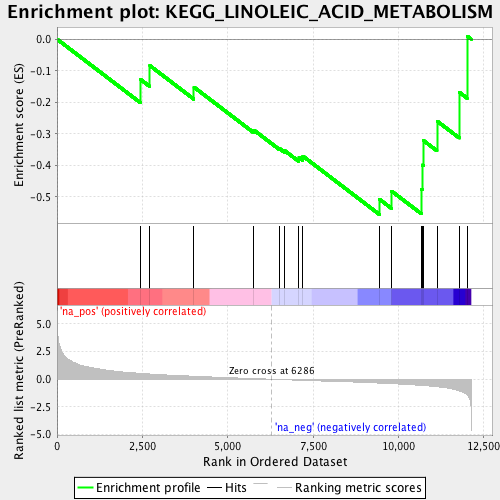 Enrichment plot: KEGG_LINOLEIC_ACID_METABOLISM
Enrichment score (ES)
0.0
-0.1
-0.2
-0.3
-0.4
-0.5
'na_pos' (positively correlated)
Ranked list metric (PreRanked)
5.0
2.5
0.0
-2.5
-5.0
Zero cross at 6286
'na_neg' (negatively correlated)
0 2,500 5,000 7,500 10,000 12,500
Rank in Ordered Dataset
Enrichment profile Hits Ranking metric scores